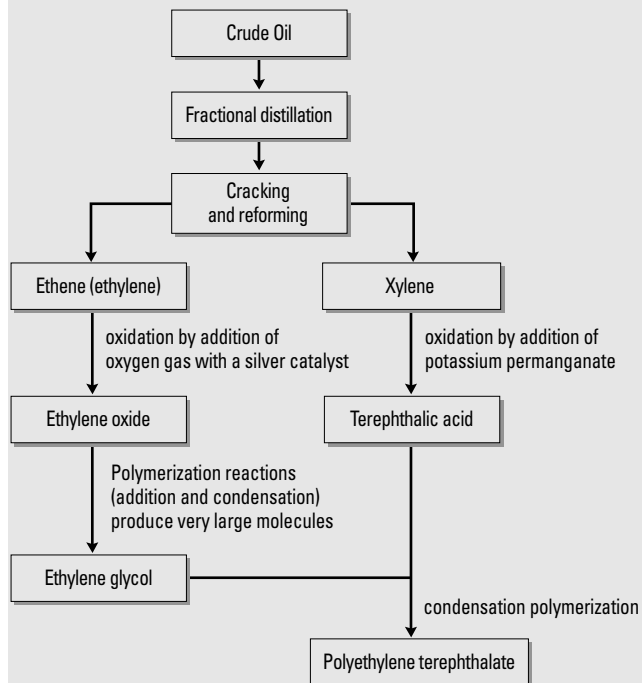 Crude Oil
Fractional distillation
Cracking
and reforming
Ethene (ethylene)
Xylene
oxidation by addition of
oxygen gas with a silver catalyst
oxidation by addition of
potassium permanganate
Ethylene oxide
Terephthalic acid
Polymerization reactions
(addition and condensation)
produce very large molecules
Ethylene glycol
condensation polymerization
Polyethylene terephthalate